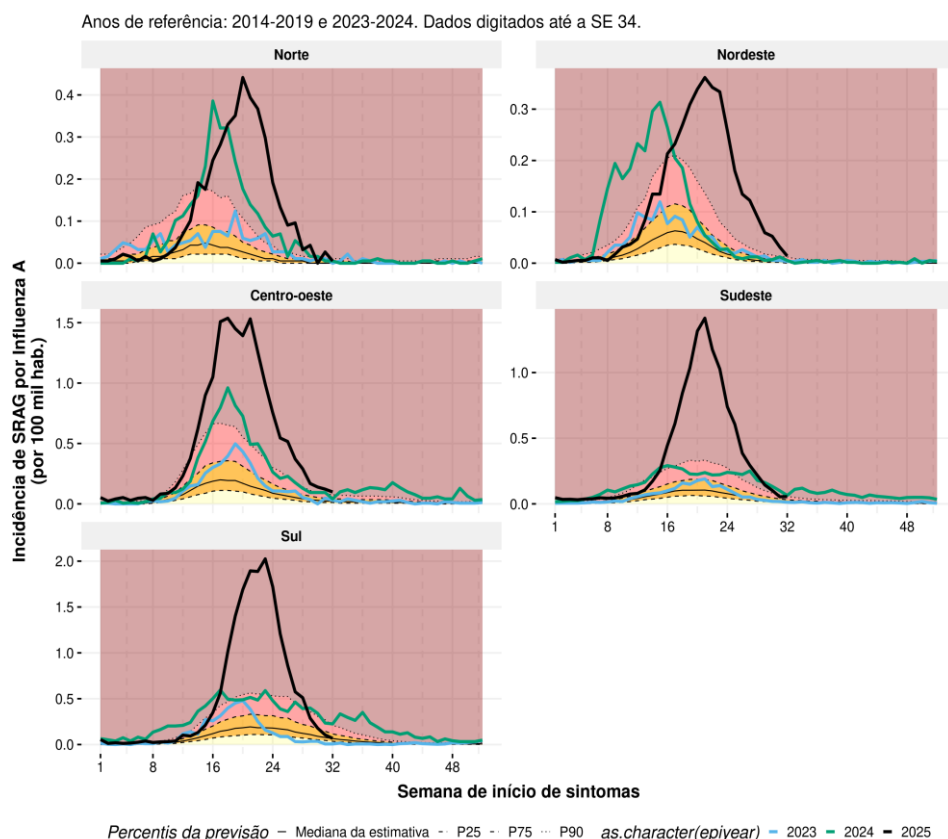 Anos de referência: 2014-2019 e 2023-2024. Dados digitados até a SE 34.
Norte
0.4
0.3
0.2
0.1
0.0
Nordeste
0.3
0.2
0.1
0.0
Centro-oeste
1.5
1.0
0.5
0.0
Sudeste
1.0
0.5
0.0
1 8 16 24 32 40 48
Sul
2.0
1.5
1.0
0.5
0.0
1 8 16 24 32 40 48
Incidência de SRAG por Influenza A
(por 100 mil hab.)
Semana de início de sintomas
Percentis da previsão Mediana da estimativa P25 P75 P90 as.character(epiyear) 2023 2024 2025